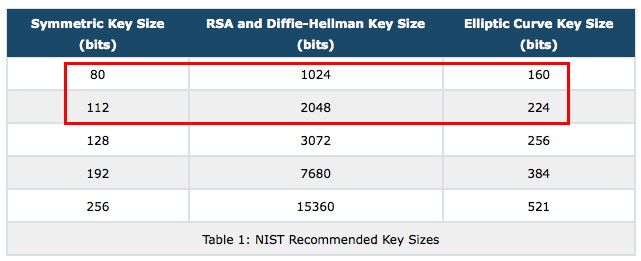 Symmetric Key Size (bits) RSA and Diffie-Hellman Key Size (bits) Elliptic Curve Key Size (bits)
80 1024 160
112 2048 224
128 3072 256
192 7680 384
256 15360 521
Table 1: NIST Recommended Key Sizes